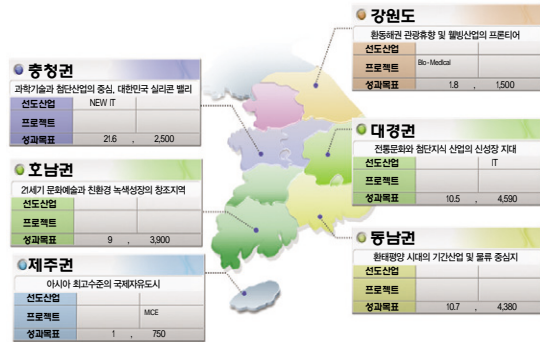 강원도
환동해권 관광휴향 및 웰빙산업의 프론티어
선도산업
프로젝트 Bio-Medical
성과목표 1.8 , 1,500
충청권
과학기술과 첨단산업의 중심, 대한민국 실리콘 밸리
선도산업 NEW IT
프로젝트
성과목표 21.6 , 2,500
대경권
전통문화와 첨단지식 산업의 신성장 지대
선도산업 IT
프로젝트
성과목표 10.5 , 4,590
호남권
21세기 문화예술과 친환경 녹색성장의 창조지역
선도산업
프로젝트
성과목표 9 , 3,900
동남권
환태평양 시대의 기간산업 및 물류 중심지
선도산업
프로젝트
성과목표 10.7 , 4,380
제주권
아시아 최고수준의 국제자유도시
선도산업
프로젝트 MICE
성과목표 1 , 750